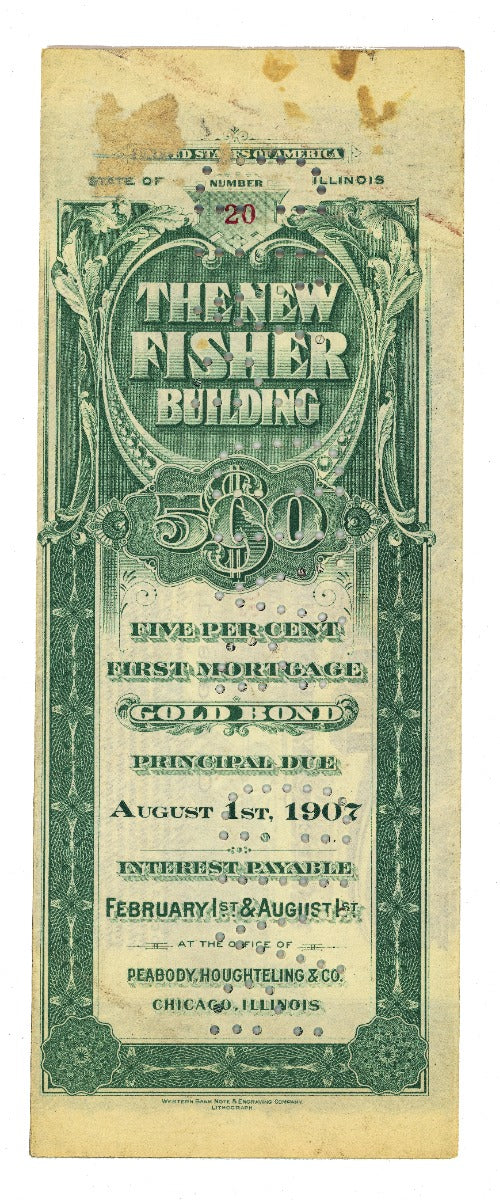 UNITED STATES OF AMERICA
STATE OF NUMBER ILLINOIS
20
THE NEW
FISHER
BUILDING
$500
FIVE PER CENT
FIRST MORTGAGE
GOLD BOND
PRINCIPAL DUE
AUGUST 1ST, 1907
INTEREST PAYABLE
FEBRUARY 1ST & AUGUST 1ST
AT THE OFFICE OF
PEABODY, HOUGHTELING & CO.
CHICAGO, ILLINOIS
WESTERN BANK NOTE & ENGRAVING COMPANY.
LITHOGRAPH.